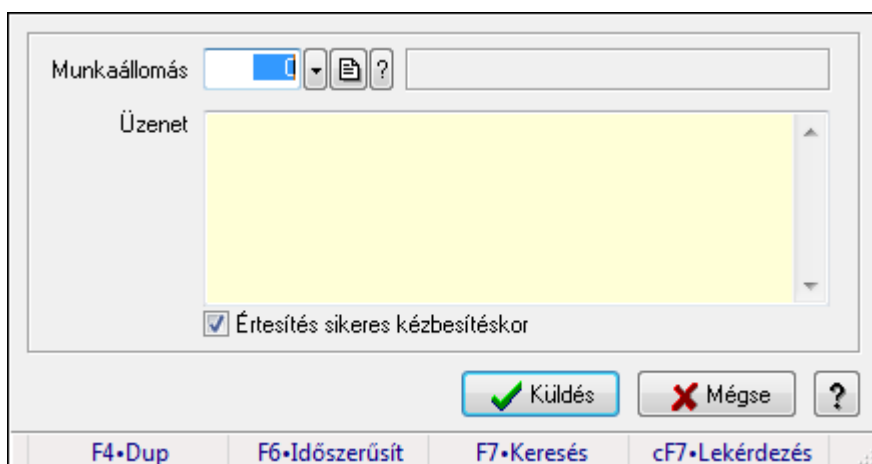 Munkaállomás 0 ?
Üzenet
Értesítés sikeres kézbesítéskor
Küldés Mégse ?
F4•Dup F6•Időszerűsít F7•Keresés cF7•Lekérdezés